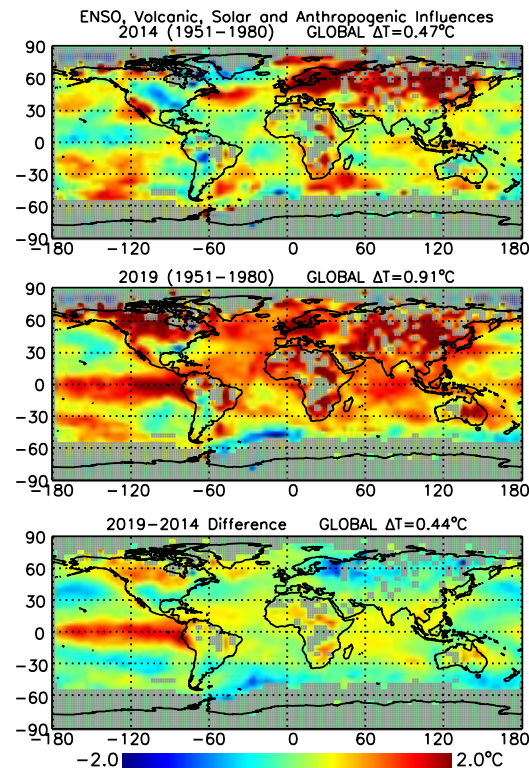 ENSO, Volcanic, Solar and Anthropogenic Influences
2014 (1951−1980) GLOBAL ΔT=0.47°C
90
60
30
0
−30
−60
−90
−180 −120 −60 0 60 120 180
2019 (1951−1980) GLOBAL ΔT=0.91°C
90
60
30
0
−30
−60
−90
−180 −120 −60 0 60 120 180
2019−2014 Difference GLOBAL ΔT=0.44°C
90
60
30
0
−30
−60
−90
−180 −120 −60 0 60 120 180
−2.0 2.0°C